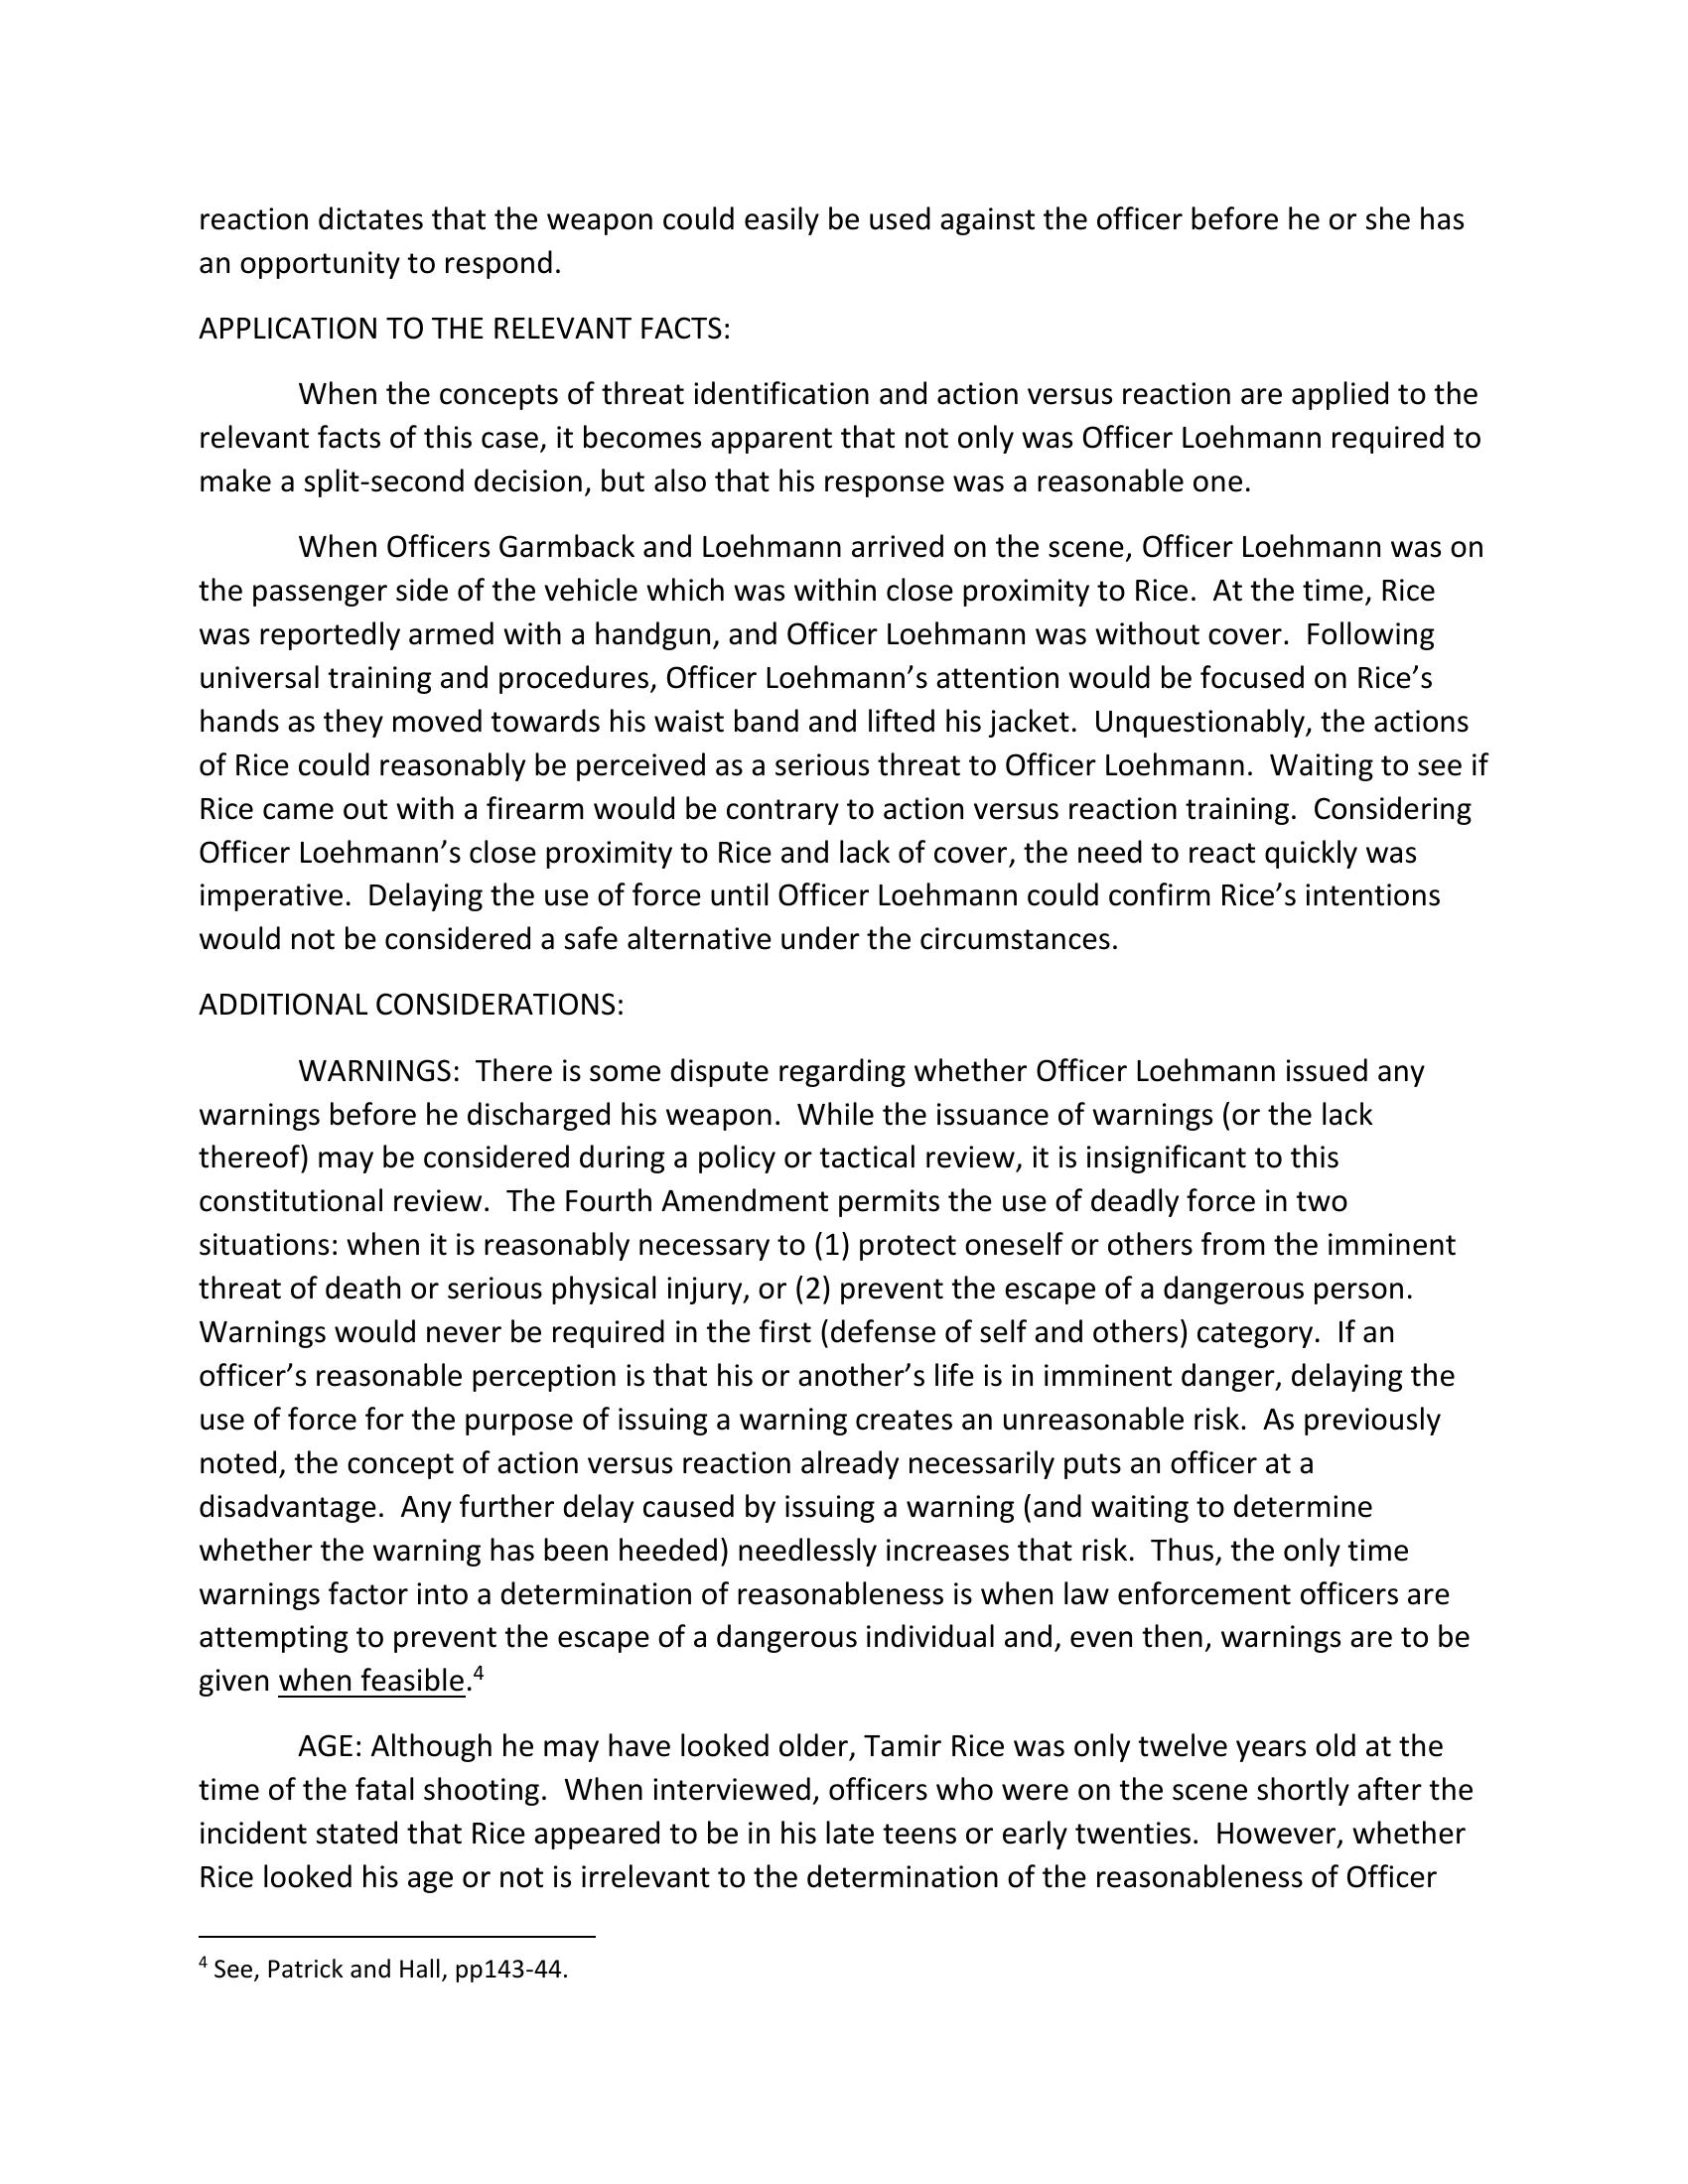 reaction dictates that the weapon could easily be used against the officer before he or she has
an opportunity to respond.
APPLICATION TO THE RELEVANT FACTS:
When the concepts of threat identification and action versus reaction are applied to the
relevant facts of this case, it becomes apparent that not only was Officer Loehmann required to
make a split-second decision, but also that his response was a reasonable one.
When Officers Garmback and Loehmann arrived on the scene, Officer Loehmann was on
the passenger side of the vehicle which was within close proximity to Rice.  At the time, Rice
was reportedly armed with a handgun, and Officer Loehmann was without cover.  Following
universal training and procedures, Officer Loehmann’s attention would be focused on Rice’s
hands as they moved towards his waist band and lifted his jacket.  Unquestionably, the actions
of Rice could reasonably be perceived as a serious threat to Officer Loehmann.  Waiting to see if
Rice came out with a firearm would be contrary to action versus reaction training.  Considering
Officer Loehmann’s close proximity to Rice and lack of cover, the need to react quickly was
imperative.  Delaying the use of force until Officer Loehmann could confirm Rice’s intentions
would not be considered a safe alternative under the circumstances.
ADDITIONAL CONSIDERATIONS:
WARNINGS:  There is some dispute regarding whether Officer Loehmann issued any
warnings before he discharged his weapon.  While the issuance of warnings (or the lack
thereof) may be considered during a policy or tactical review, it is insignificant to this
constitutional review.  The Fourth Amendment permits the use of deadly force in two
situations: when it is reasonably necessary to (1) protect oneself or others from the imminent
threat of death or serious physical injury, or (2) prevent the escape of a dangerous person.
Warnings would never be required in the first (defense of self and others) category.  If an
officer’s reasonable perception is that his or another’s life is in imminent danger, delaying the
use of force for the purpose of issuing a warning creates an unreasonable risk.  As previously
noted, the concept of action versus reaction already necessarily puts an officer at a
disadvantage.  Any further delay caused by issuing a warning (and waiting to determine
whether the warning has been heeded) needlessly increases that risk.  Thus, the only time
warnings factor into a determination of reasonableness is when law enforcement officers are
attempting to prevent the escape of a dangerous individual and, even then, warnings are to be
given when feasible.4
AGE: Although he may have looked older, Tamir Rice was only twelve years old at the
time of the fatal shooting.  When interviewed, officers who were on the scene shortly after the
incident stated that Rice appeared to be in his late teens or early twenties.  However, whether
Rice looked his age or not is irrelevant to the determination of the reasonableness of Officer
4 See, Patrick and Hall, pp143-44.